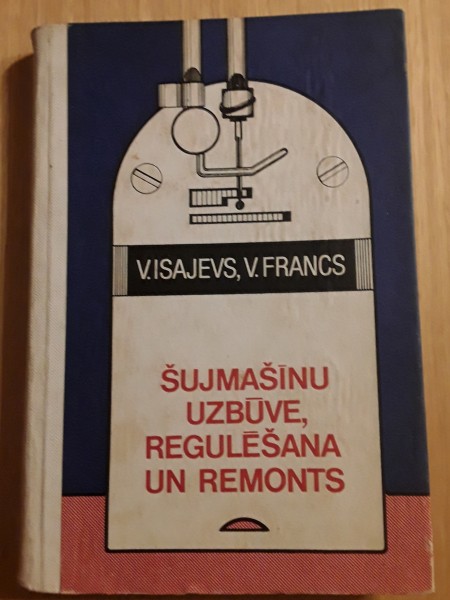 V.ISAJEVS, V.FRANCS
ŠUJMAŠĪNU
UZBŪVE,
REGULĒŠANA
UN REMONTS